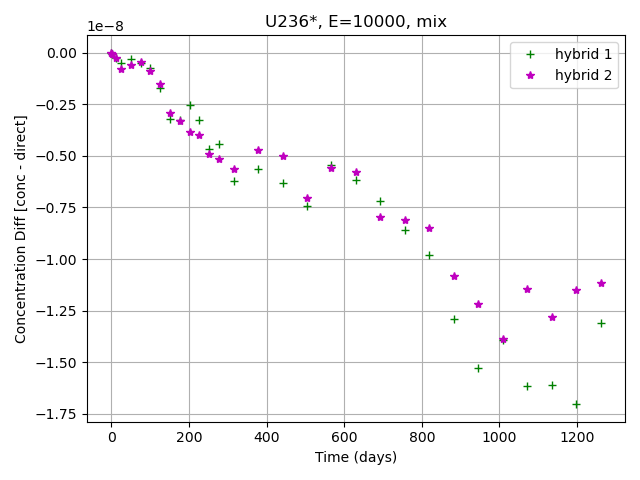 U236*, E=10000, mix
1e−8
hybrid 1
hybrid 2
Concentration Diff [conc - direct]
0.00
−0.25
−0.50
−0.75
−1.00
−1.25
−1.50
−1.75
0 200 400 600 800 1000 1200
Time (days)